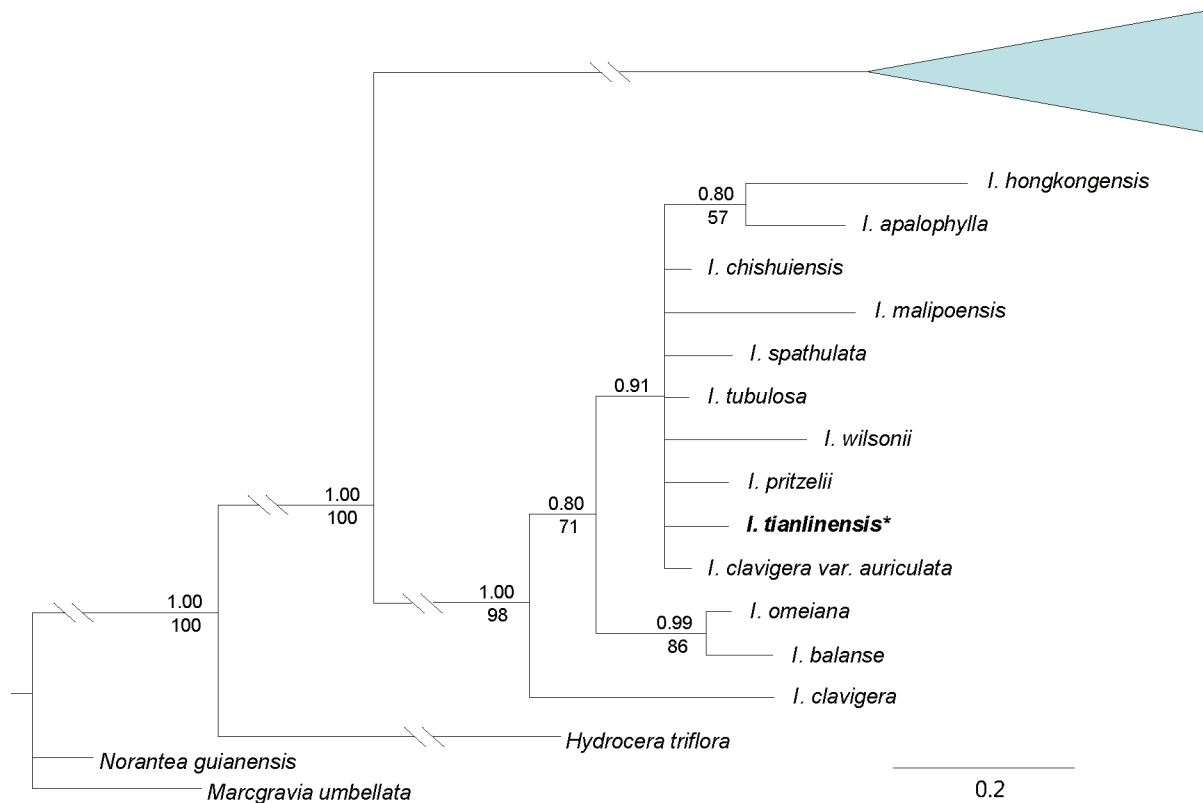 I. hongkongensis
0.80
57
I. apalophylla
I. chishuiensis
I. malipoensis
I. spathulata
0.91
I. tubulosa
I. wilsonii
I. pritzelii
1.00
100
0.80
71
I. tianlinensis*
I. clavigera var. auriculata
1.00
98
1.00
100
I. omeiana
0.99
86
I. balanse
I. clavigera
Hydrocera triflora
Norantea guianensis
Marcgravia umbellata
0.2